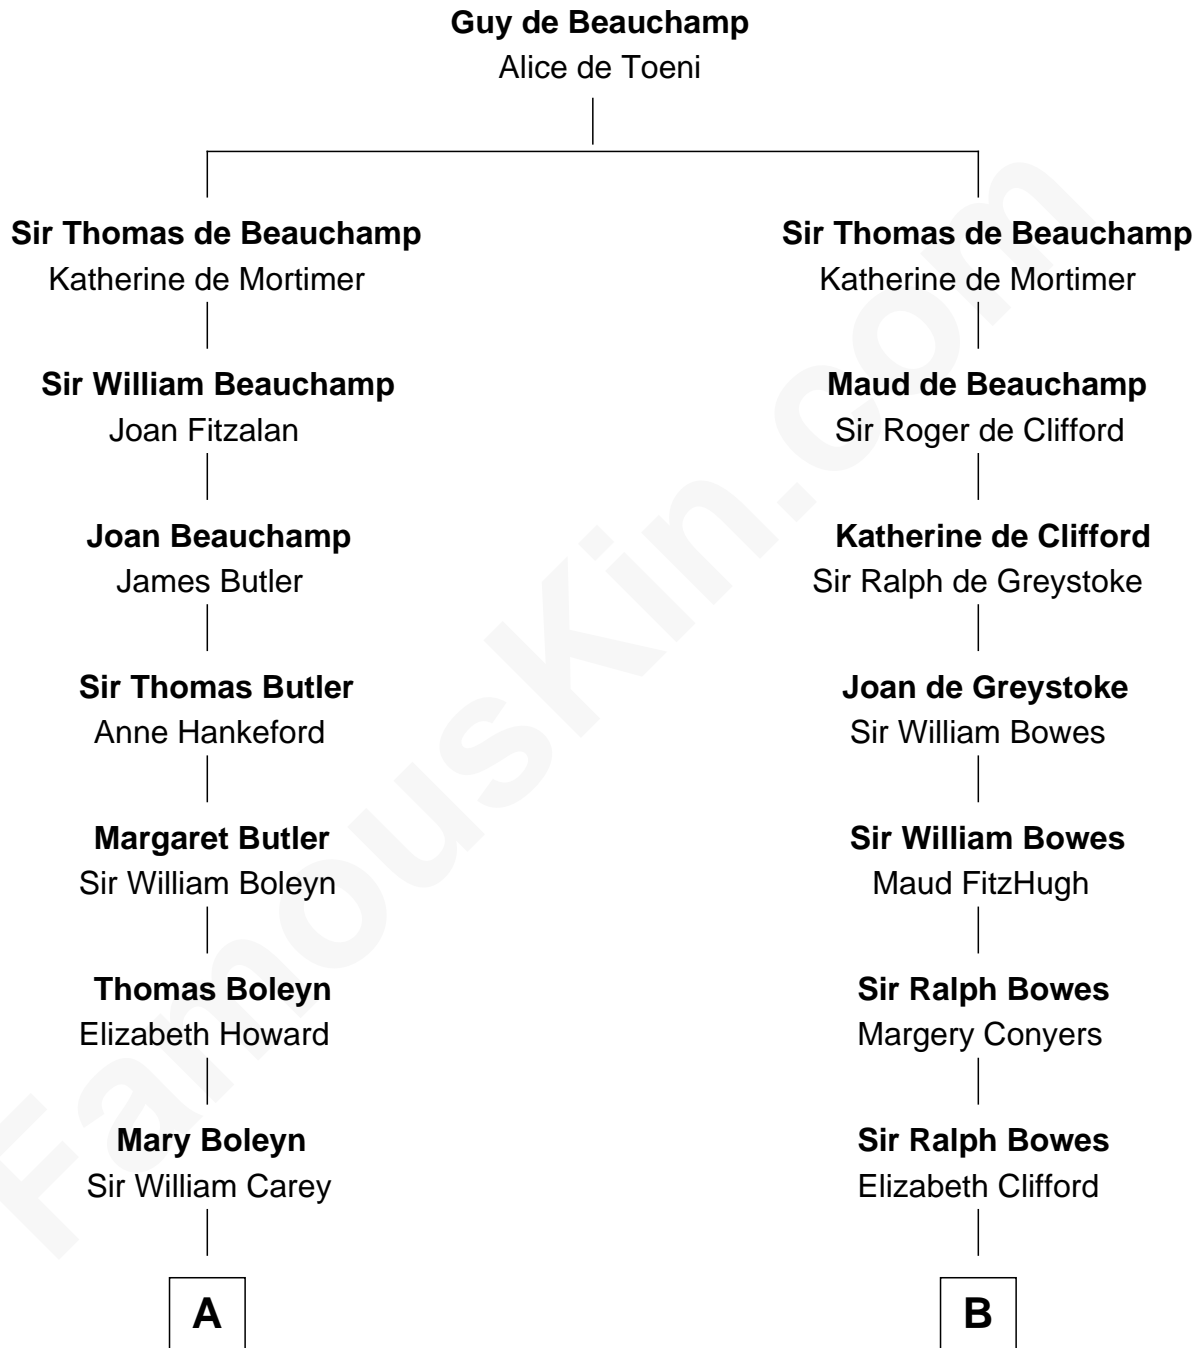 Guy de Beauchamp
Alice de Toeni
Sir Thomas de Beauchamp
Katherine de Mortimer
Sir Thomas de Beauchamp
Katherine de Mortimer
Sir William Beauchamp
Joan Fitzalan
Maud de Beauchamp
Sir Roger de Clifford
Joan Beauchamp
James Butler
Katherine de Clifford
Sir Ralph de Greystoke
Sir Thomas Butler
Anne Hankeford
Joan de Greystoke
Sir William Bowes
Margaret Butler
Sir William Boleyn
Sir William Bowes
Maud FitzHugh
Thomas Boleyn
Elizabeth Howard
Sir Ralph Bowes
Margery Conyers
Mary Boleyn
Sir William Carey
Sir Ralph Bowes
Elizabeth Clifford
A
B
FamousKin.com